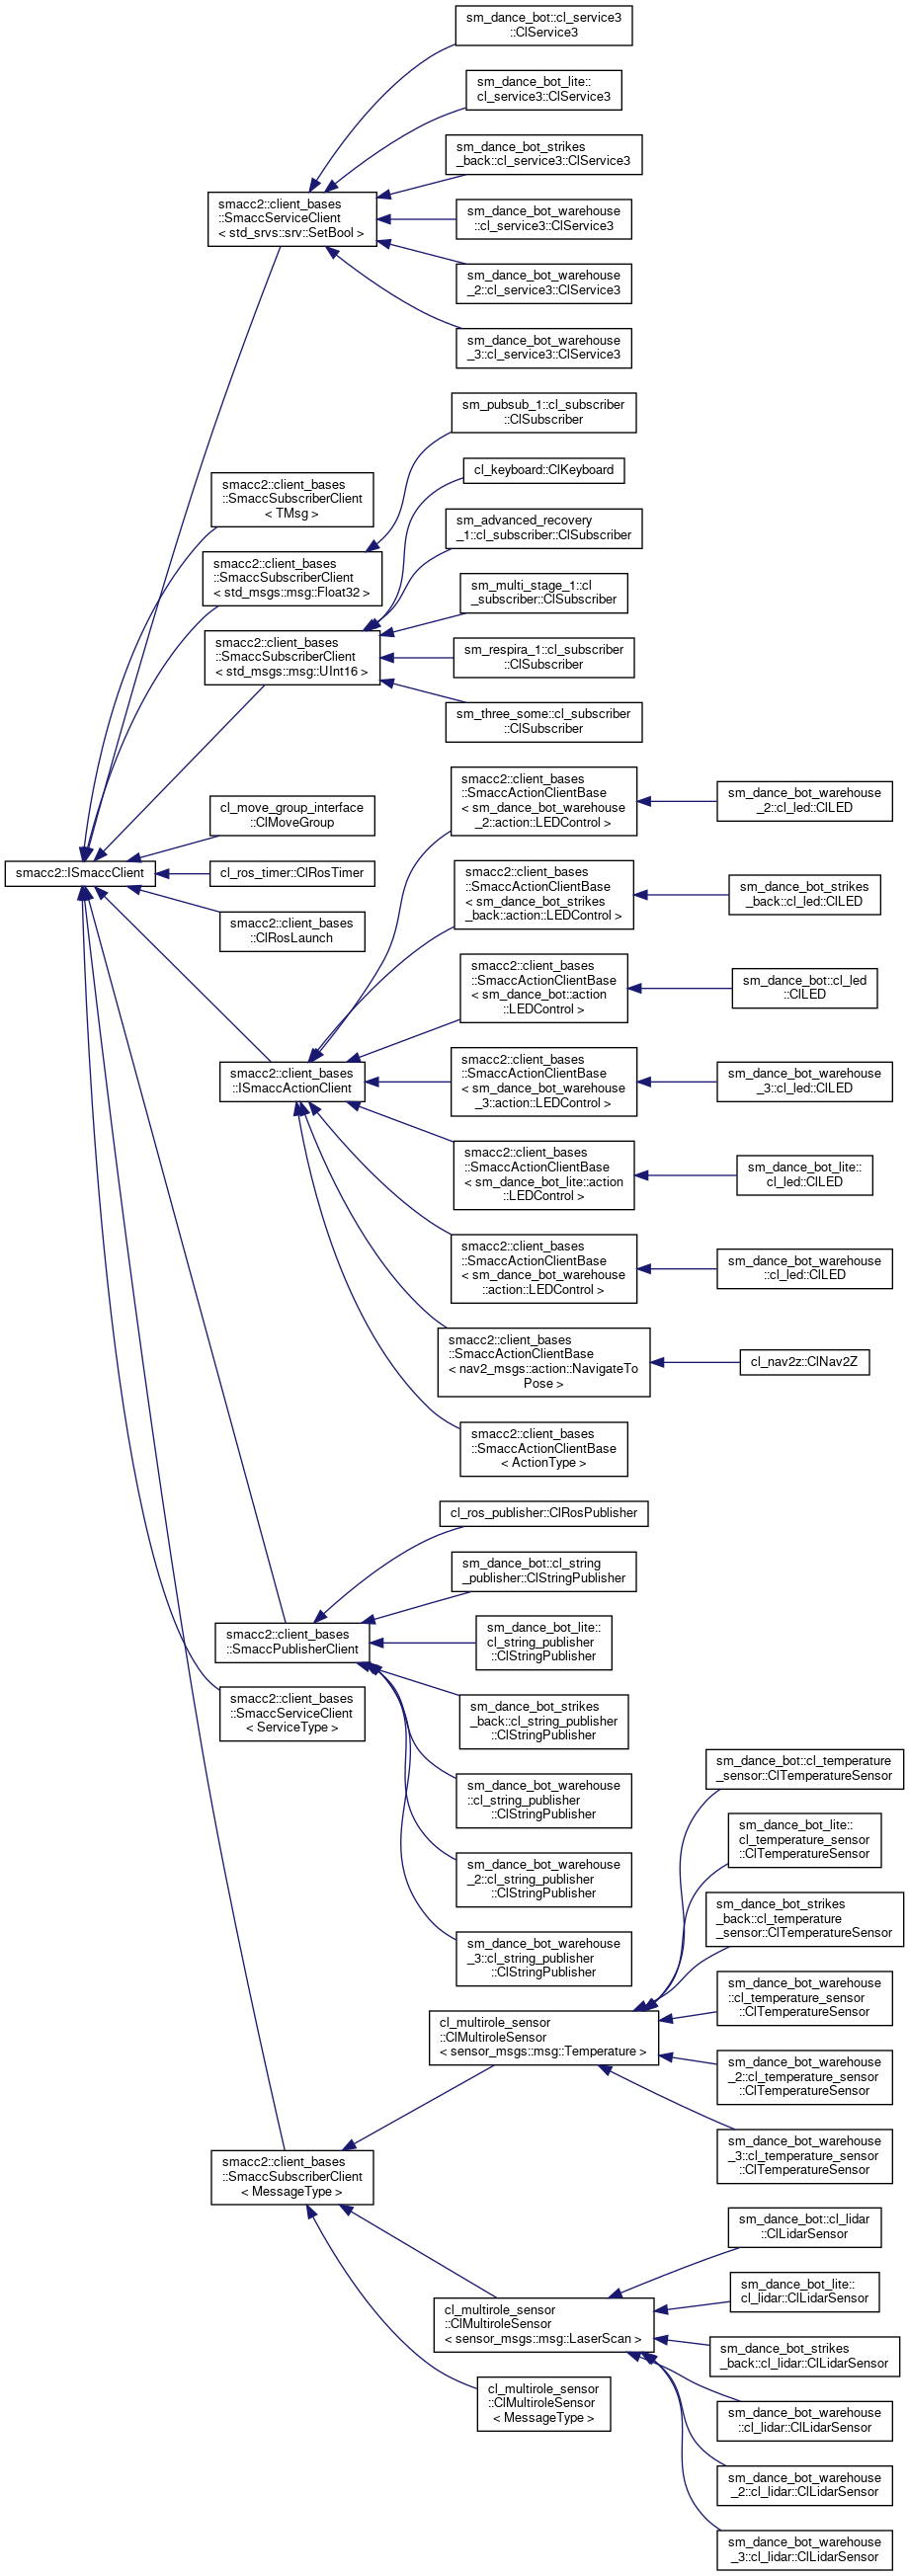 sm_dance_bot::cl_service3
::ClService3
sm_dance_bot_lite::
cl_service3::ClService3
sm_dance_bot_strikes
_back::cl_service3::ClService3
smacc2::client_bases
::SmaccServiceClient
< std_srvs::srv::SetBool >
sm_dance_bot_warehouse
::cl_service3::ClService3
sm_dance_bot_warehouse
_2::cl_service3::ClService3
sm_dance_bot_warehouse
_3::cl_service3::ClService3
sm_pubsub_1::cl_subscriber
::ClSubscriber
cl_keyboard::ClKeyboard
smacc2::client_bases
::SmaccSubscriberClient
< TMsg >
sm_advanced_recovery
_1::cl_subscriber::ClSubscriber
smacc2::client_bases
::SmaccSubscriberClient
< std_msgs::msg::Float32 >
sm_multi_stage_1::cl
_subscriber::ClSubscriber
smacc2::client_bases
::SmaccSubscriberClient
< std_msgs::msg::UInt16 >
sm_respira_1::cl_subscriber
::ClSubscriber
sm_three_some::cl_subscriber
::ClSubscriber
smacc2::client_bases
::SmaccActionClientBase
< sm_dance_bot_warehouse
_2::action::LEDControl >
sm_dance_bot_warehouse
_2::cl_led::ClLED
cl_move_group_interface
::ClMoveGroup
smacc2::ISmaccClient
cl_ros_timer::ClRosTimer
smacc2::client_bases
::SmaccActionClientBase
< sm_dance_bot_strikes
_back::action::LEDControl >
sm_dance_bot_strikes
_back::cl_led::ClLED
smacc2::client_bases
::ClRosLaunch
smacc2::client_bases
::SmaccActionClientBase
< sm_dance_bot::action
::LEDControl >
sm_dance_bot::cl_led
::ClLED
smacc2::client_bases
::ISmaccActionClient
smacc2::client_bases
::SmaccActionClientBase
< sm_dance_bot_warehouse
_3::action::LEDControl >
sm_dance_bot_warehouse
_3::cl_led::ClLED
smacc2::client_bases
::SmaccActionClientBase
< sm_dance_bot_lite::action
::LEDControl >
sm_dance_bot_lite::
cl_led::ClLED
smacc2::client_bases
::SmaccActionClientBase
< sm_dance_bot_warehouse
::action::LEDControl >
sm_dance_bot_warehouse
::cl_led::ClLED
smacc2::client_bases
::SmaccActionClientBase
< nav2_msgs::action::NavigateTo
Pose >
cl_nav2z::ClNav2Z
smacc2::client_bases
::SmaccActionClientBase
< ActionType >
cl_ros_publisher::ClRosPublisher
sm_dance_bot::cl_string
_publisher::ClStringPublisher
smacc2::client_bases
::SmaccPublisherClient
sm_dance_bot_lite::
cl_string_publisher
::ClStringPublisher
smacc2::client_bases
::SmaccServiceClient
< ServiceType >
sm_dance_bot_strikes
_back::cl_string_publisher
::ClStringPublisher
sm_dance_bot_warehouse
::cl_string_publisher
::ClStringPublisher
sm_dance_bot_warehouse
_2::cl_string_publisher
::ClStringPublisher
sm_dance_bot_warehouse
_3::cl_string_publisher
::ClStringPublisher
sm_dance_bot::cl_temperature
_sensor::ClTemperatureSensor
sm_dance_bot_lite::
cl_temperature_sensor
::ClTemperatureSensor
sm_dance_bot_strikes
_back::cl_temperature
_sensor::ClTemperatureSensor
sm_dance_bot_warehouse
::cl_temperature_sensor
::ClTemperatureSensor
cl_multirole_sensor
::ClMultiroleSensor
< sensor_msgs::msg::Temperature >
sm_dance_bot_warehouse
_2::cl_temperature_sensor
::ClTemperatureSensor
sm_dance_bot_warehouse
_3::cl_temperature_sensor
::ClTemperatureSensor
smacc2::client_bases
::SmaccSubscriberClient
< MessageType >
sm_dance_bot::cl_lidar
::ClLidarSensor
sm_dance_bot_lite::
cl_lidar::ClLidarSensor
cl_multirole_sensor
::ClMultiroleSensor
< sensor_msgs::msg::LaserScan >
sm_dance_bot_strikes
_back::cl_lidar::ClLidarSensor
cl_multirole_sensor
::ClMultiroleSensor
< MessageType >
sm_dance_bot_warehouse
::cl_lidar::ClLidarSensor
sm_dance_bot_warehouse
_2::cl_lidar::ClLidarSensor
sm_dance_bot_warehouse
_3::cl_lidar::ClLidarSensor